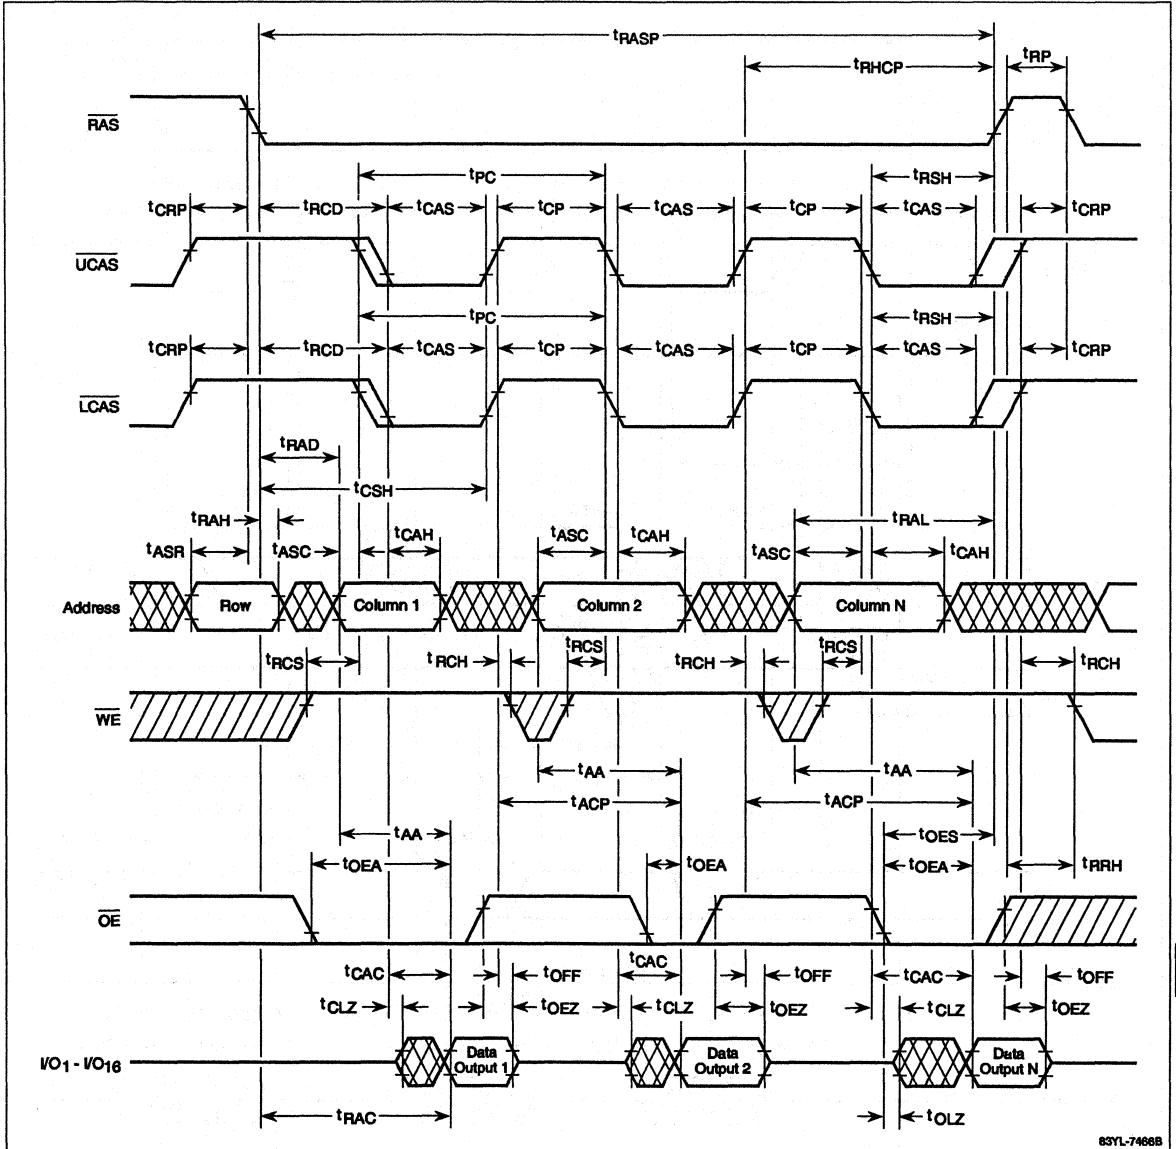 tRASP
tRHCP tRP
RAS
tPC tRSH
tCRP tRCD tCAS tCP tCAS tCP tCAS tCRP
UCAS
tPC tRSH
tCRP tRCD tCAS tCP tCAS tCP tCAS tCRP
LCAS
tRAD
tCSH
tRAH tCAH tASC tRAL
tASR tASC tCAH tASC tCAH
Address Row Column 1 Column 2 Column N
tRCS tRCH tRCS tRCH tRCS tRCH
WE
tAA tAA
tACP tACP
tAA tOES
tOEA tOEA tOEA tRRH
OE
tCAC tOFF tCAC tOFF tCAC tOFF
tCLZ tOEZ tCLZ tOEZ tCLZ tOEZ
I/O1 - I/O16 Data Output 1 Data Output 2 Data Output N
tRAC tOLZ
83YL-7466B